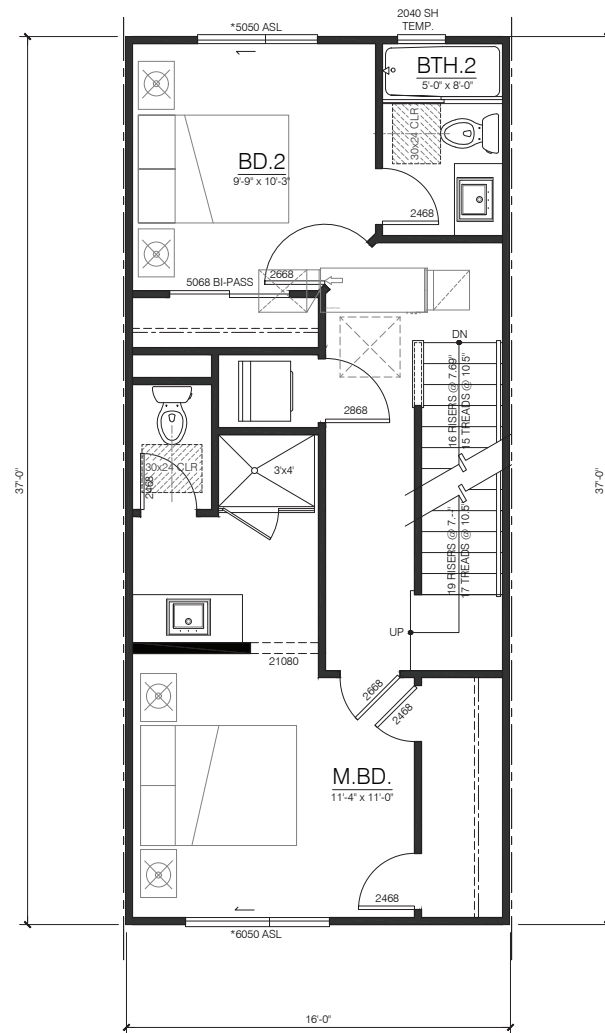 2040 SH
TEMP.
*5050 ASL
BTH.2
5'-0" x 8'-0"
30x24 CLR
BD.2
9'-9" x 10'-3"
2468
2668
5068 BI-PASS
DN
16 RISERS @ 7.69"
15 TREADS @ 10.5"
2868
30x24 CLR
2468
3'x4'
37'-0"
37'-0"
19 RISERS @ 7.
17 TREADS @ 10.5"
UP
21080
2668
2468
M.BD.
11'-4" x 11'-0"
2468
*6050 ASL
16'-0"